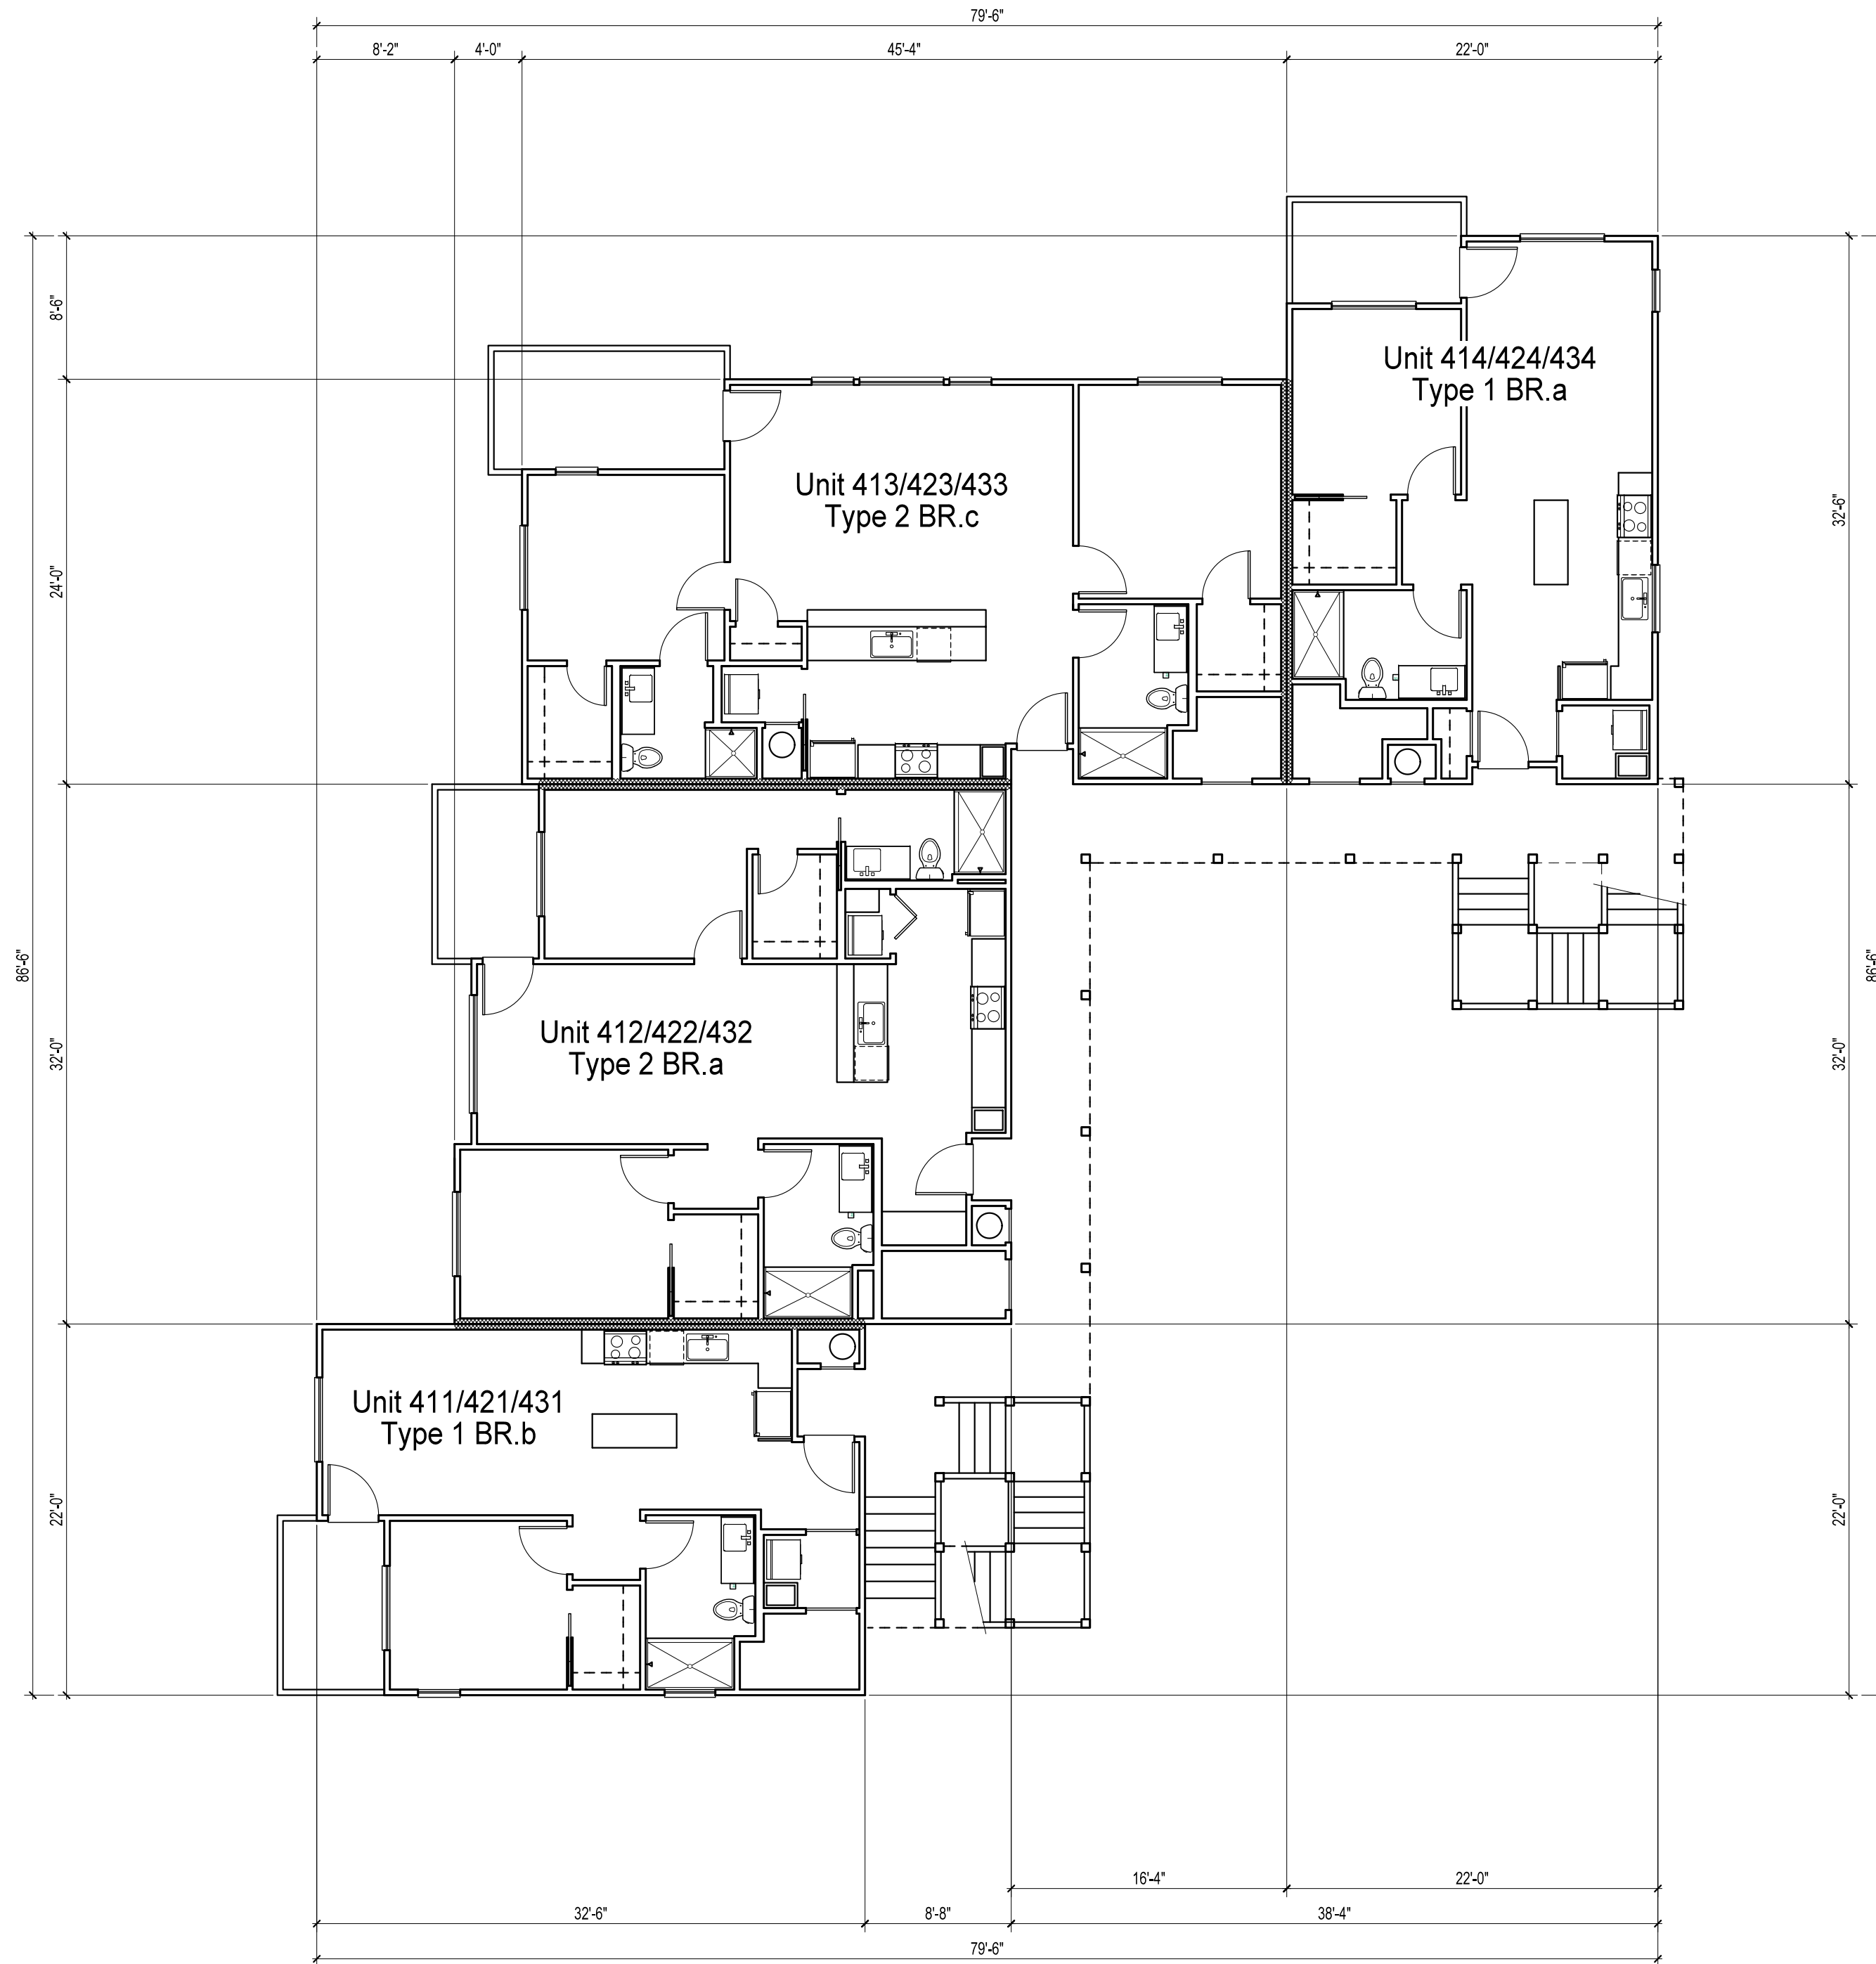 79'-6"
8'-2" 4'-0" 45'-4" 22'-0"
8'-6"
Unit 414/424/434
Type 1 BR.a
Unit 413/423/433
Type 2 BR.c
32'-6"
24'-0"
86'-6"
86'-6"
Unit 412/422/432
Type 2 BR.a
32'-0"
32'-0"
Unit 411/421/431
Type 1 BR.b
22'-0"
22'-0"
16'-4" 22'-0"
32'-6" 8'-8" 38'-4"
79'-6"